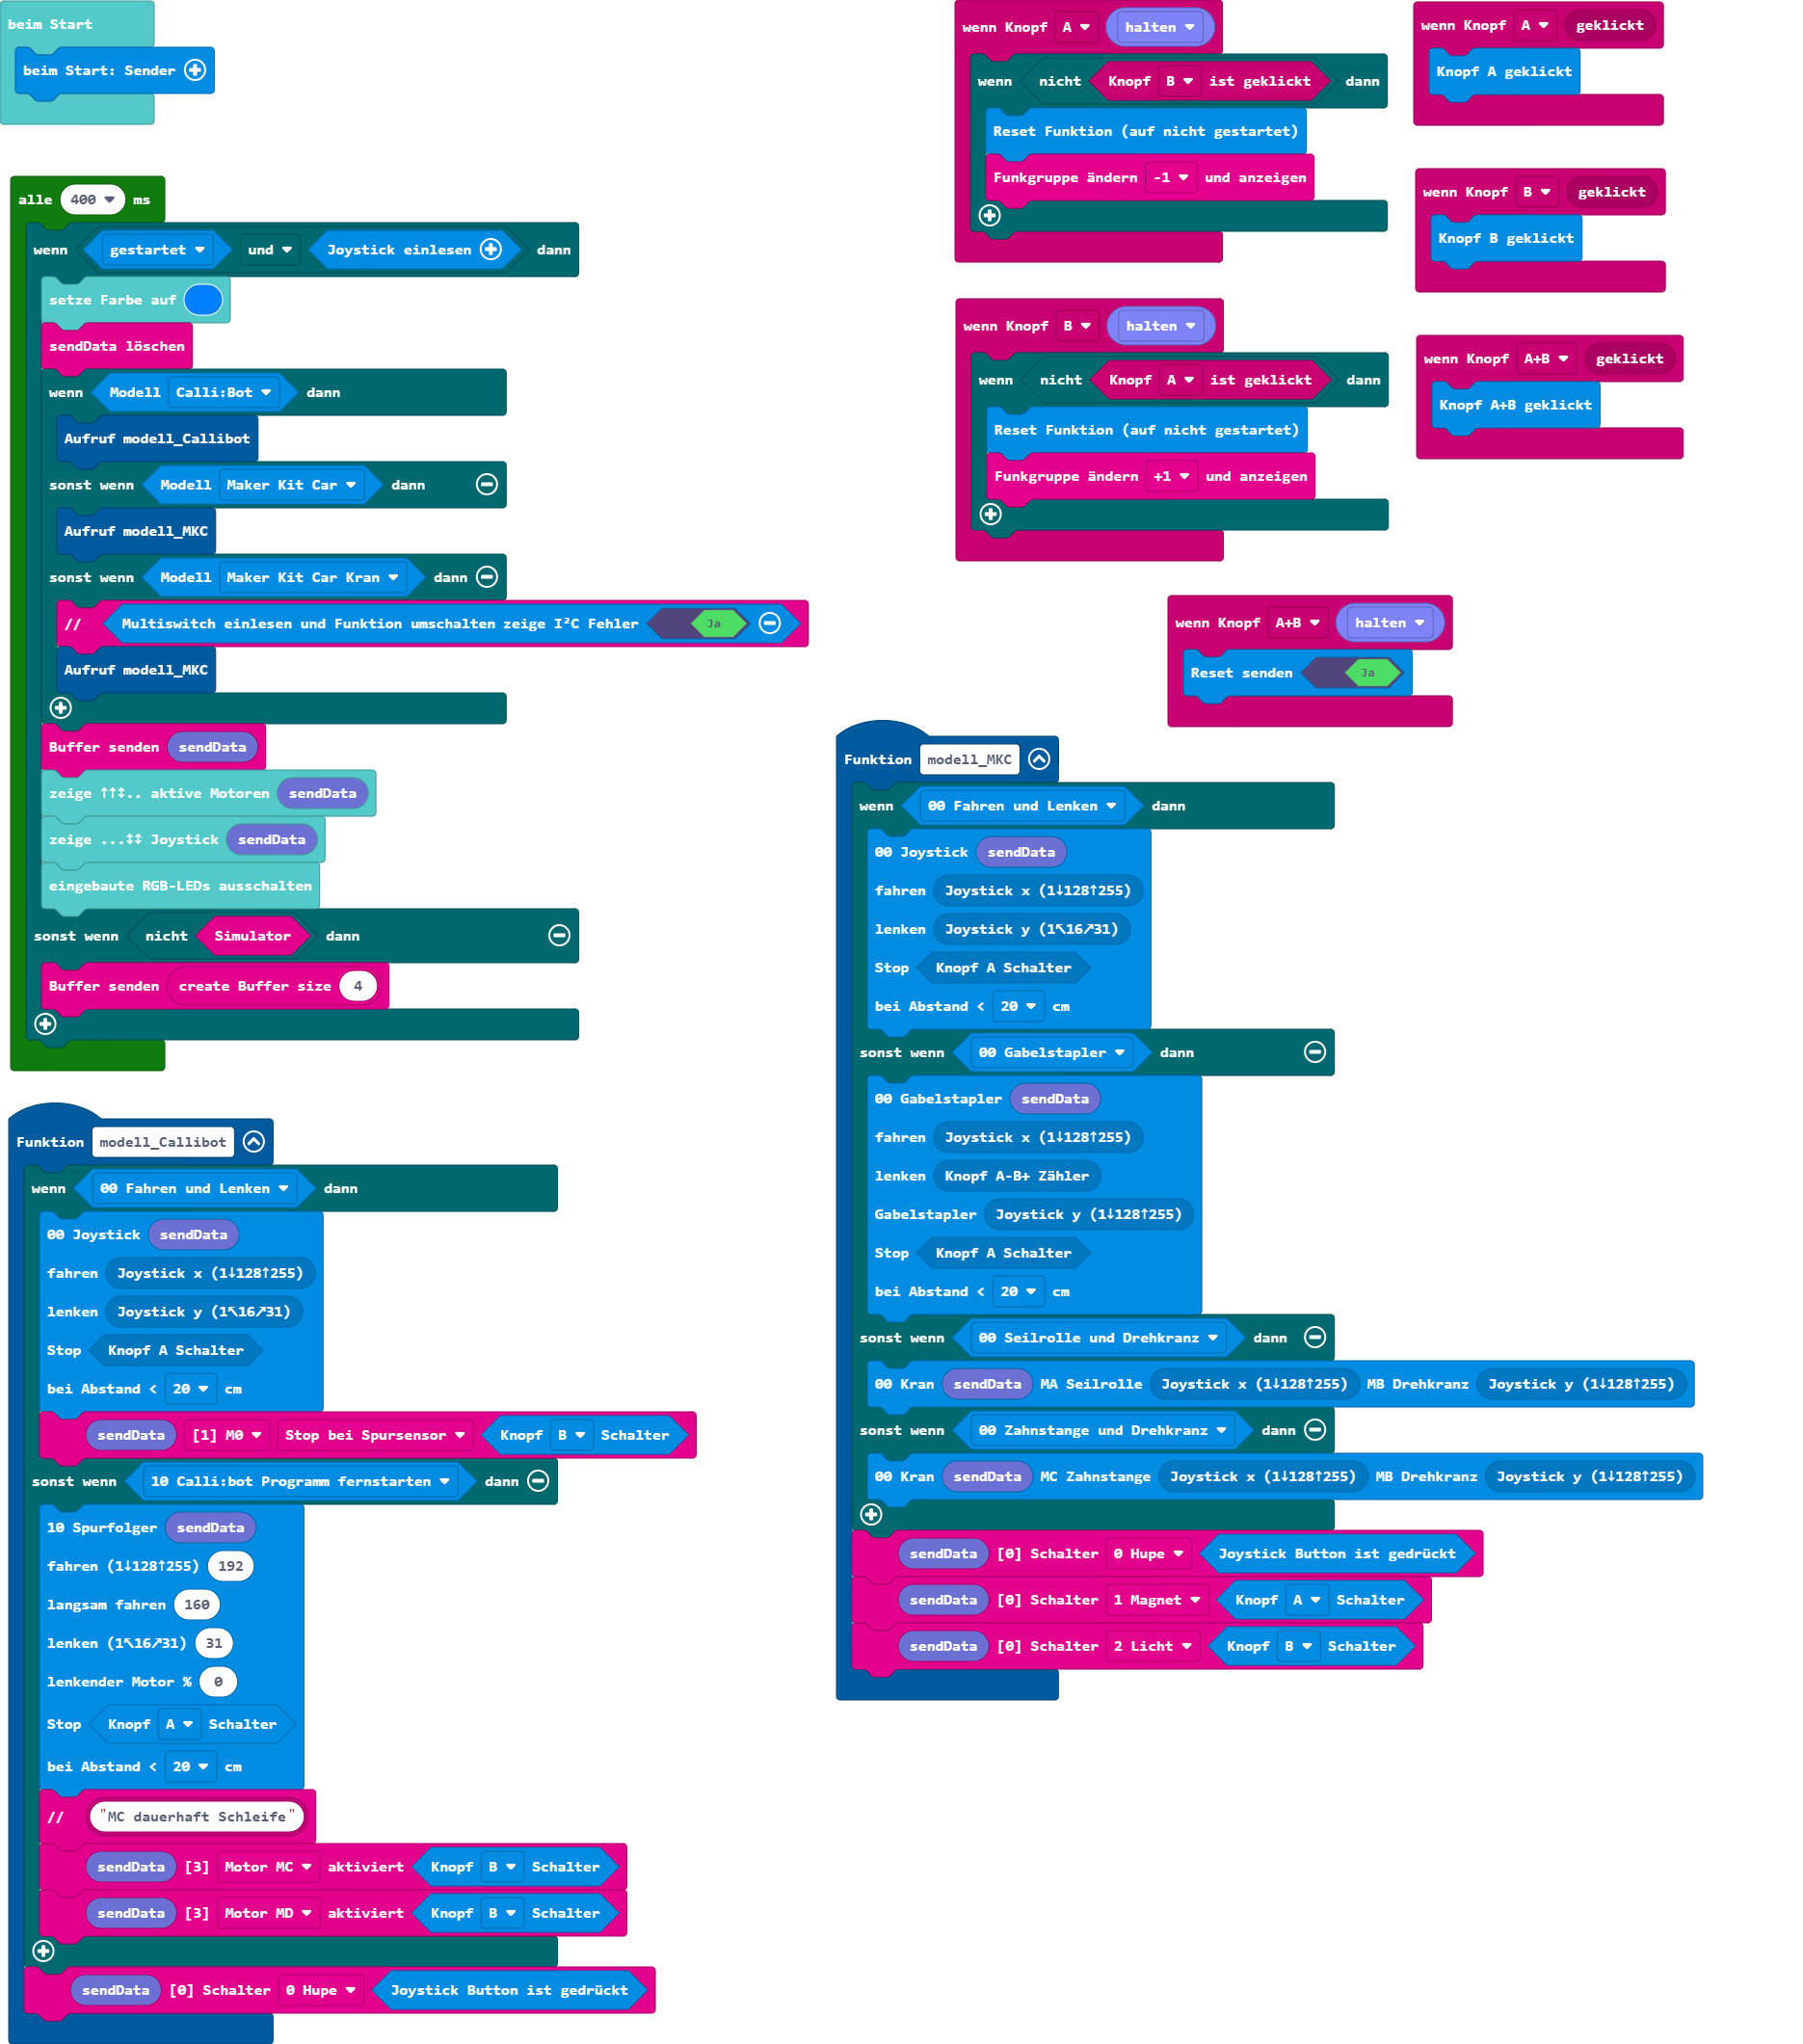 beim Start
beim Start: Sender
alle 400 ms
wenn gestartet und Joystick einlesen dann
setze Farbe auf
sendData löschen
wenn Modell Calli:Bot dann
Aufruf modell_Callibot
sonst wenn Modell Maker Kit Car dann
Aufruf modell_MKC
sonst wenn Modell Maker Kit Car Kran dann
// Multiswitch einlesen und Funktion umschalten zeige I²C Fehler Ja
Aufruf modell_MKC
Buffer senden sendData
zeige ↑↑↕.. aktive Motoren sendData
zeige ...↕↕ Joystick sendData
eingebaute RGB-LEDs ausschalten
sonst wenn nicht Simulator dann
Buffer senden create Buffer size 4
Funktion modell_Callibot
wenn 00 Fahren und Lenken dann
00 Joystick sendData
fahren Joystick x (1↓128↑255)
lenken Joystick y (1↖16↗31)
Stop Knopf A Schalter
bei Abstand < 20 cm
sendData [1] M0 Stop bei Spursensor Knopf B Schalter
sonst wenn 10 Calli:bot Programm fernstarten dann
10 Spurfolger sendData
fahren (1↓128↑255) 192
langsam fahren 160
lenken (1↖16↗31) 31
lenkender Motor % 0
Stop Knopf A Schalter
bei Abstand < 20 cm
// "MC dauerhaft Schleife"
sendData [3] Motor MC aktiviert Knopf B Schalter
sendData [3] Motor MD aktiviert Knopf B Schalter
sendData [0] Schalter 0 Hupe Joystick Button ist gedrückt
wenn Knopf A halten
wenn nicht Knopf B ist geklickt dann
Reset Funktion (auf nicht gestartet)
Funkgruppe ändern -1 und anzeigen
wenn Knopf B halten
wenn nicht Knopf A ist geklickt dann
Reset Funktion (auf nicht gestartet)
Funkgruppe ändern +1 und anzeigen
wenn Knopf A geklickt
Knopf A geklickt
wenn Knopf B geklickt
Knopf B geklickt
wenn Knopf A+B geklickt
Knopf A+B geklickt
wenn Knopf A+B halten
Reset senden Ja
Funktion modell_MKC
wenn 00 Fahren und Lenken dann
00 Joystick sendData
fahren Joystick x (1↓128↑255)
lenken Joystick y (1↖16↗31)
Stop Knopf A Schalter
bei Abstand < 20 cm
sonst wenn 00 Gabelstapler dann
00 Gabelstapler sendData
fahren Joystick x (1↓128↑255)
lenken Knopf A-B+ Zähler
Gabelstapler Joystick y (1↓128↑255)
Stop Knopf A Schalter
bei Abstand < 20 cm
sonst wenn 00 Seilrolle und Drehkranz dann
00 Kran sendData MA Seilrolle Joystick x (1↓128↑255) MB Drehkranz Joystick y (1↓128↑255)
sonst wenn 00 Zahnstange und Drehkranz dann
00 Kran sendData MC Zahnstange Joystick x (1↓128↑255) MB Drehkranz Joystick y (1↓128↑255)
sendData [0] Schalter 0 Hupe Joystick Button ist gedrückt
sendData [0] Schalter 1 Magnet Knopf A Schalter
sendData [0] Schalter 2 Licht Knopf B Schalter